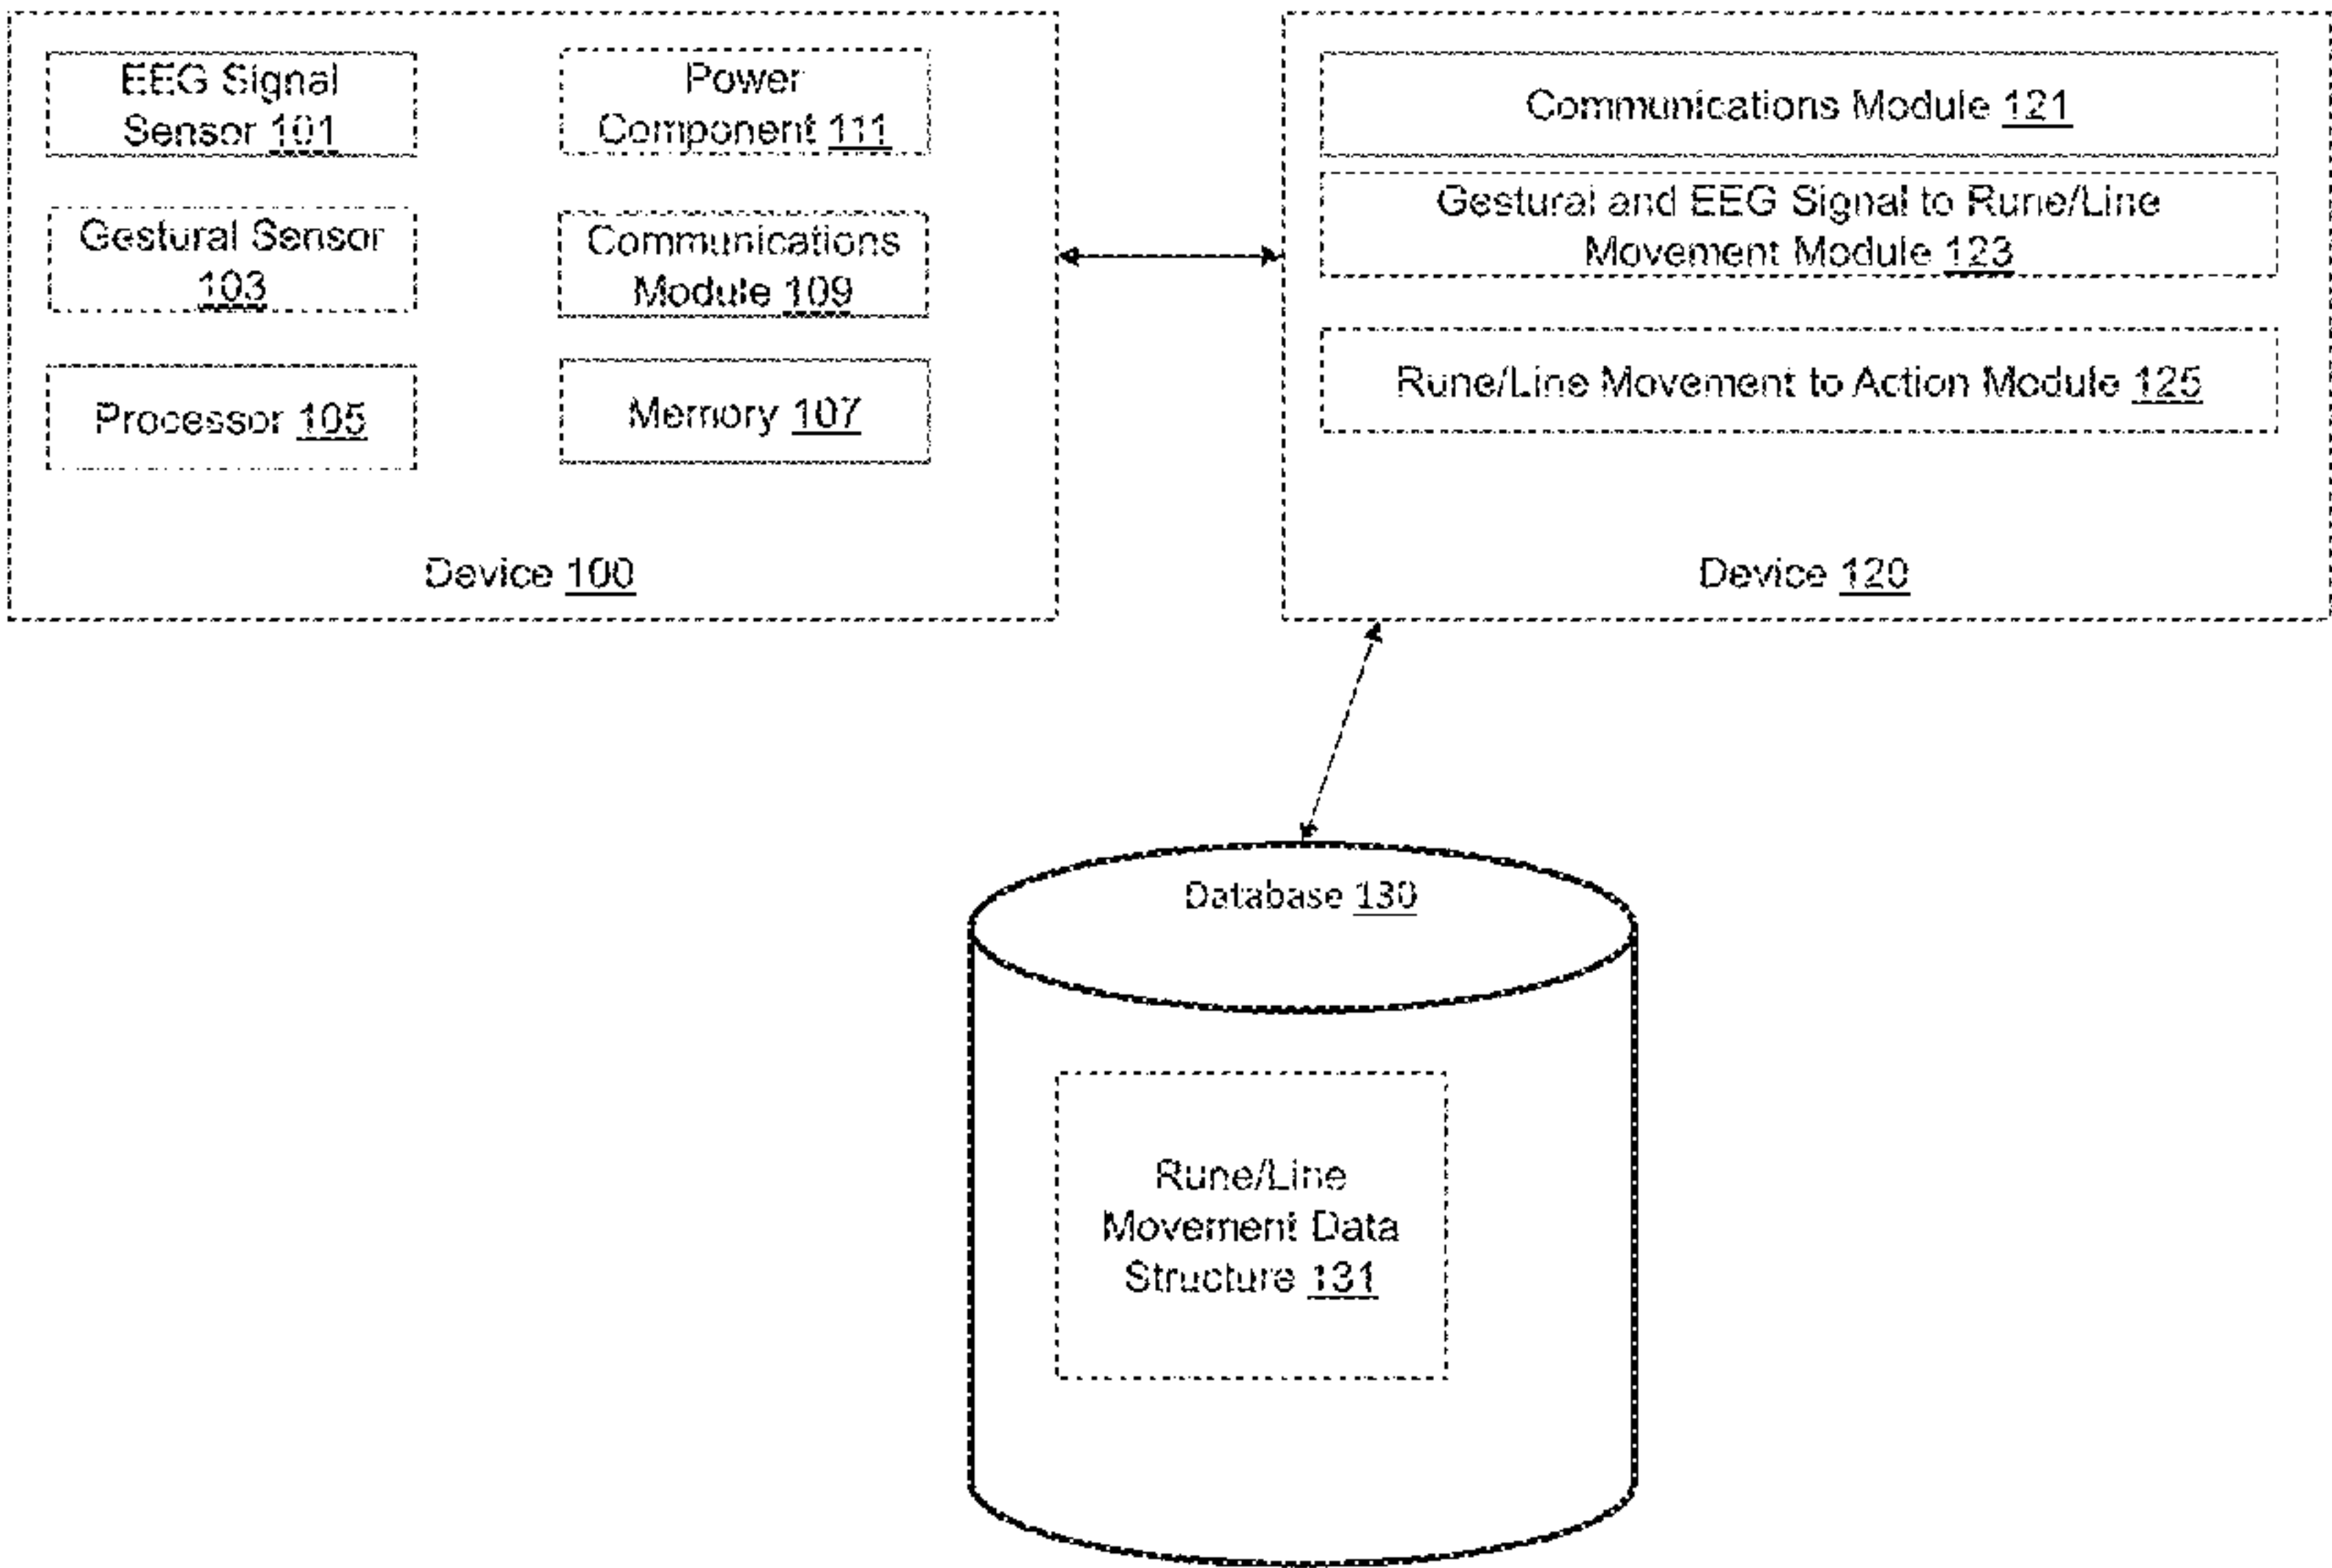 EEG Signal
Sensor 101
Power
Component 111
Gestural Sensor
103
Communications
Module 109
Processor 105
Memory 107
Device 100
Communications Module 121
Gestural and EEG Signal to Rune/Line
Movement Module 123
Rune/Line Movement to Action Module 125
Device 120
Database 130
Rune/Line
Movement Data
Structure 131